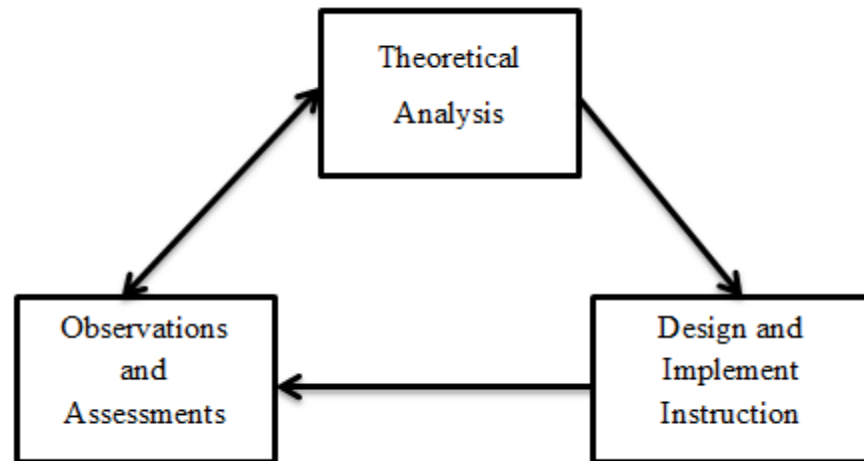 Theoretical
Analysis
Observations
and
Assessments
Design and
Implement
Instruction